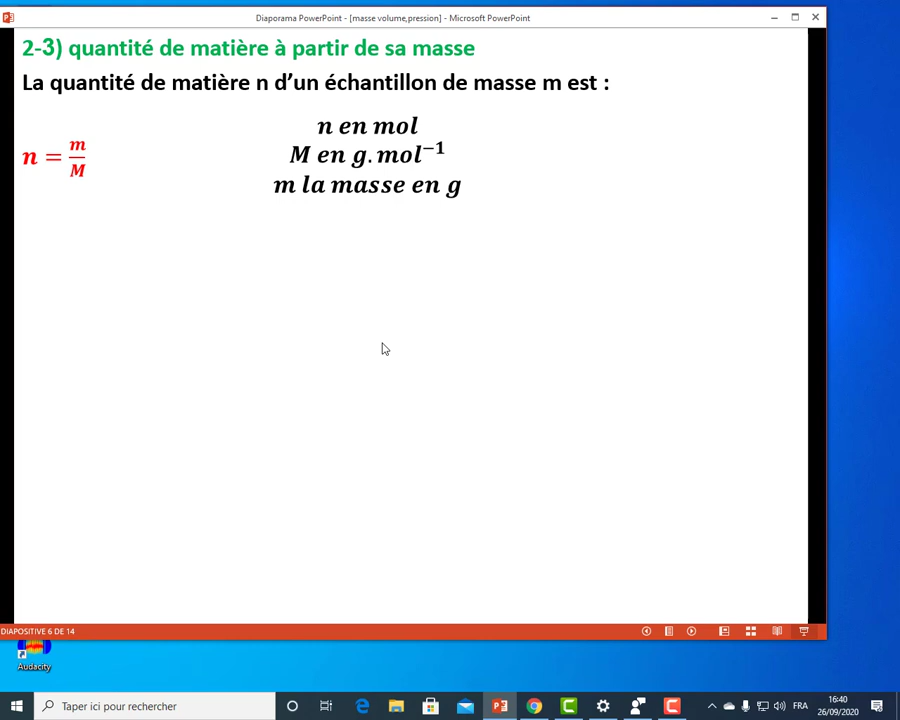 Diaporama PowerPoint - [masse volume,pression] - Microsoft PowerPoint
2-3) quantité de matière à partir de sa masse
La quantité de matière n d’un échantillon de masse m est :
n en mol
n = m/M
M en g.mol⁻¹
m la masse en g
DIAPOSITIVE 6 DE 14
Audacity
Taper ici pour rechercher
FRA
16:40
26/09/2020